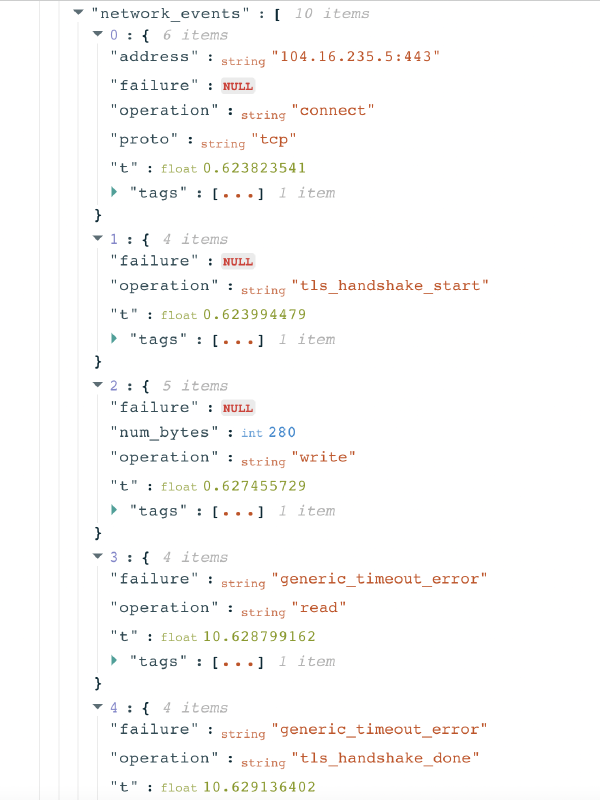 "network_events" : [ 10 items
0 : { 6 items
"address" : string "104.16.235.5:443"
"failure" : NULL
"operation" : string "connect"
"proto" : string "tcp"
"t" : float 0.623823541
"tags" : [...] 1 item
}
1 : { 4 items
"failure" : NULL
"operation" : string "tls_handshake_start"
"t" : float 0.623994479
"tags" : [...] 1 item
}
2 : { 5 items
"failure" : NULL
"num_bytes" : int 280
"operation" : string "write"
"t" : float 0.627455729
"tags" : [...] 1 item
}
3 : { 4 items
"failure" : string "generic_timeout_error"
"operation" : string "read"
"t" : float 10.628799162
"tags" : [...] 1 item
}
4 : { 4 items
"failure" : string "generic_timeout_error"
"operation" : string "tls_handshake_done"
"t" : float 10.629136402